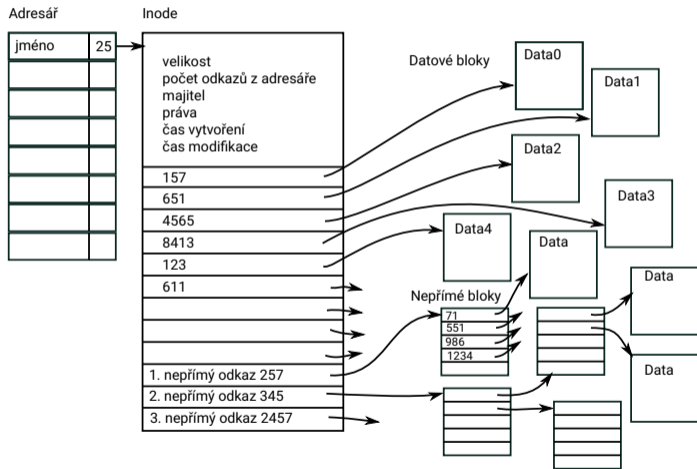 Adresář
Inode
jméno 25
velikost
počet odkazů z adresáře
majitel
práva
čas vytvoření
čas modifikace
157
651
4565
8413
123
611
1. nepřímý odkaz 257
2. nepřímý odkaz 345
3. nepřímý odkaz 2457
Datové bloky
Data0
Data1
Data2
Data3
Data4
Data
Nepřímé bloky
71
551
986
1234
Data
Data